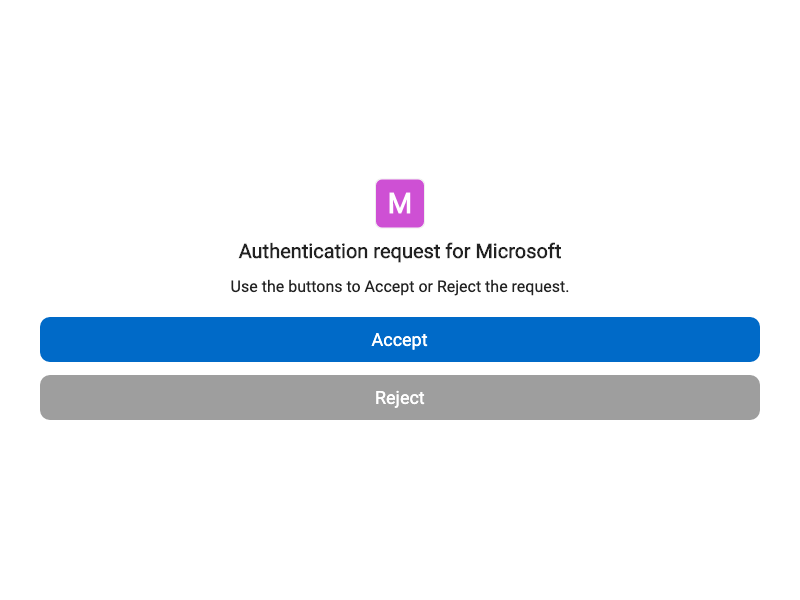 M
Authentication request for Microsoft
Use the buttons to Accept or Reject the request.
Accept
Reject